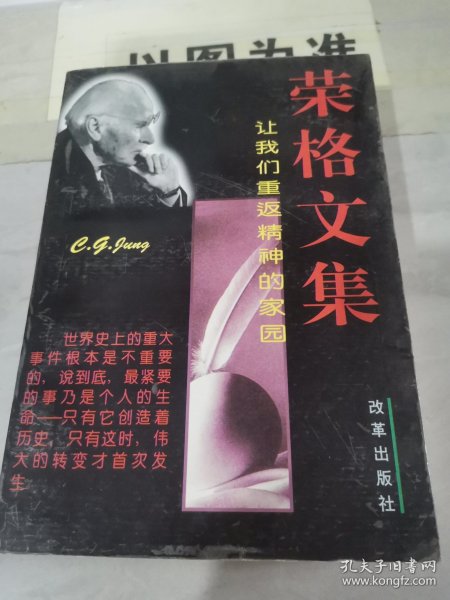 以图为准
荣格文集
让我们重返精神的家园
C.G.Jung
世界史上的重大
事件根本是不重要
的，说到底，最紧要
的事乃是个人的生
命——只有它创造着
历史，只有这时，伟
大的转变才首次发
生
改革出版社
孔夫子旧书网
www.kongfz.com